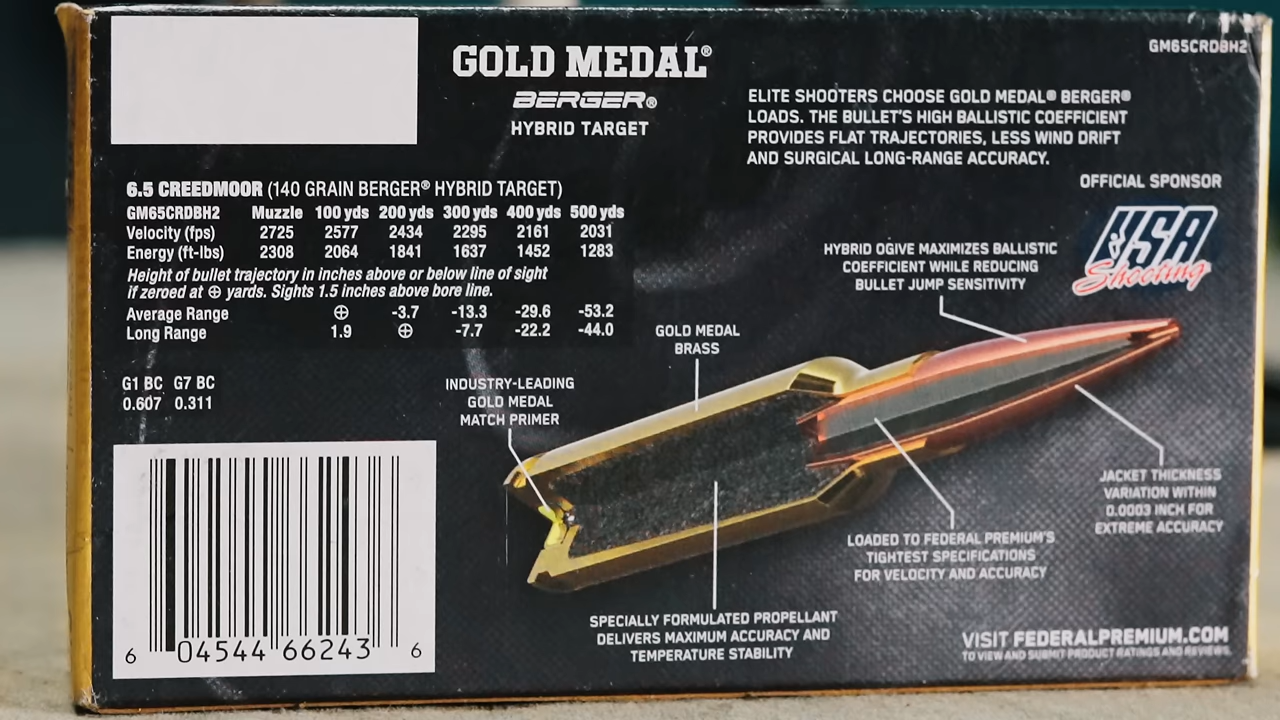 GOLD MEDAL®
BERGER®
HYBRID TARGET
GM65CRDBH2
ELITE SHOOTERS CHOOSE GOLD MEDAL® BERGER®
LOADS. THE BULLET'S HIGH BALLISTIC COEFFICIENT
PROVIDES FLAT TRAJECTORIES, LESS WIND DRIFT
AND SURGICAL LONG-RANGE ACCURACY.
OFFICIAL SPONSOR
USA
Shooting
6.5 CREEDMOOR (140 GRAIN BERGER® HYBRID TARGET)
GM65CRDBH2 Muzzle 100 yds 200 yds 300 yds 400 yds 500 yds
Velocity (fps) 2725 2577 2434 2295 2161 2031
Energy (ft-lbs) 2308 2064 1841 1637 1452 1283
Height of bullet trajectory in inches above or below line of sight
if zeroed at ⊕ yards. Sights 1.5 inches above bore line.
Average Range ⊕ -3.7 -13.3 -29.6 -53.2
Long Range 1.9 ⊕ -7.7 -22.2 -44.0
G1 BC G7 BC
0.607 0.311
HYBRID OGIVE MAXIMIZES BALLISTIC
COEFFICIENT WHILE REDUCING
BULLET JUMP SENSITIVITY
GOLD MEDAL
BRASS
INDUSTRY-LEADING
GOLD MEDAL
MATCH PRIMER
JACKET THICKNESS
VARIATION WITHIN
0.0003 INCH FOR
EXTREME ACCURACY
LOADED TO FEDERAL PREMIUM'S
TIGHTEST SPECIFICATIONS
FOR VELOCITY AND ACCURACY
SPECIALLY FORMULATED PROPELLANT
DELIVERS MAXIMUM ACCURACY AND
TEMPERATURE STABILITY
6 04544 66243 6
VISIT FEDERALPREMIUM.COM
TO VIEW AND SUBMIT PRODUCT RATINGS AND REVIEWS.